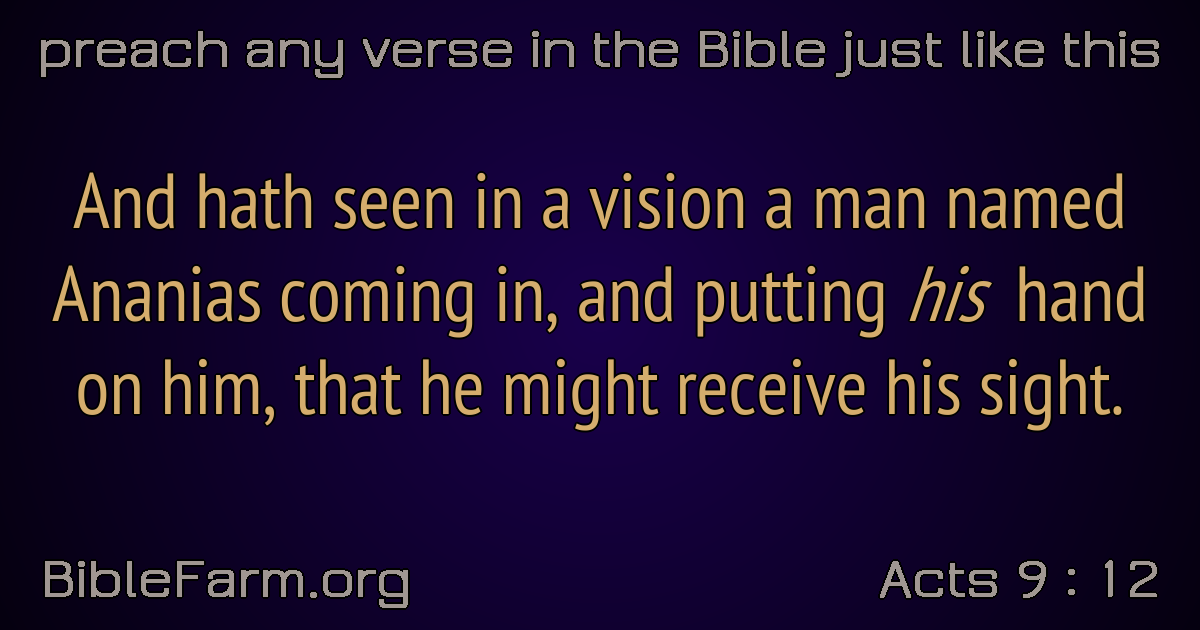 preach any verse in the Bible just like this
And hath seen in a vision a man named
Ananias coming in, and putting his hand
on him, that he might receive his sight.
BibleFarm.org
Acts 9 : 12